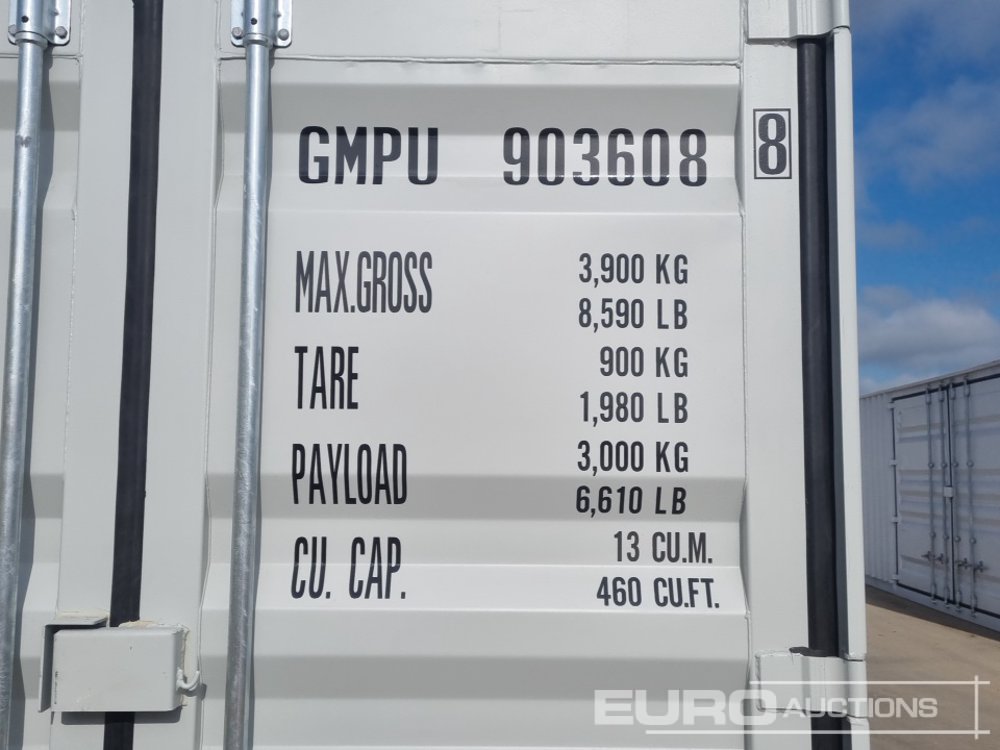 GMPU 903608 8
MAX.GROSS 3,900 KG
8,590 LB
TARE 900 KG
1,980 LB
PAYLOAD 3,000 KG
6,610 LB
CU. CAP. 13 CU.M.
460 CU.FT.
EURO AUCTIONS